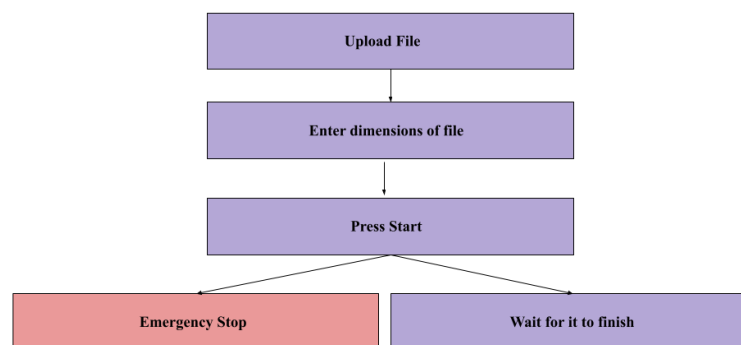 Upload File
Enter dimensions of file
Press Start
Emergency Stop
Wait for it to finish